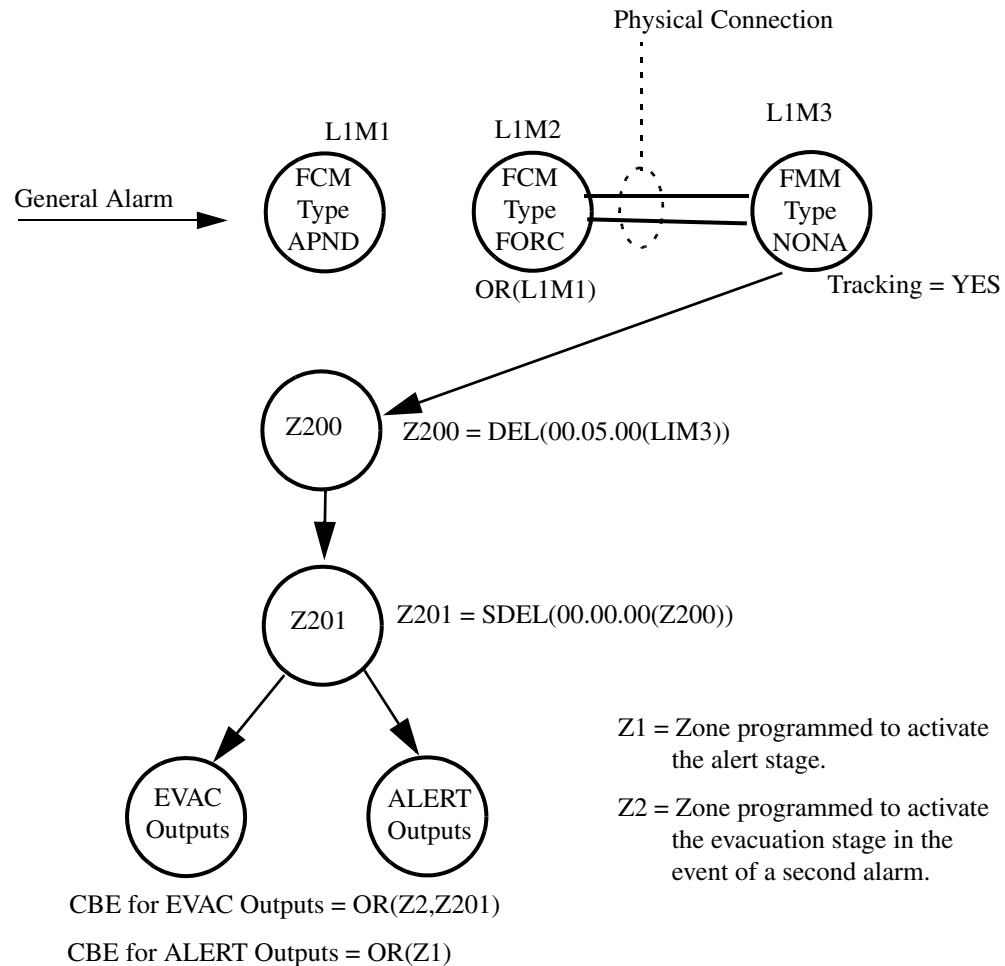 Physical Connection
L1M1
L1M2
L1M3
General Alarm
FCM
Type
APND
FCM
Type
FORC
FMM
Type
NONA
OR(L1M1)
Tracking = YES
Z200
Z200 = DEL(00.05.00(LIM3))
Z201
Z201 = SDEL(00.00.00(Z200))
EVAC
Outputs
ALERT
Outputs
Z1 = Zone programmed to activate
the alert stage.
Z2 = Zone programmed to activate
the evacuation stage in the
event of a second alarm.
CBE for EVAC Outputs = OR(Z2,Z201)
CBE for ALERT Outputs = OR(Z1)